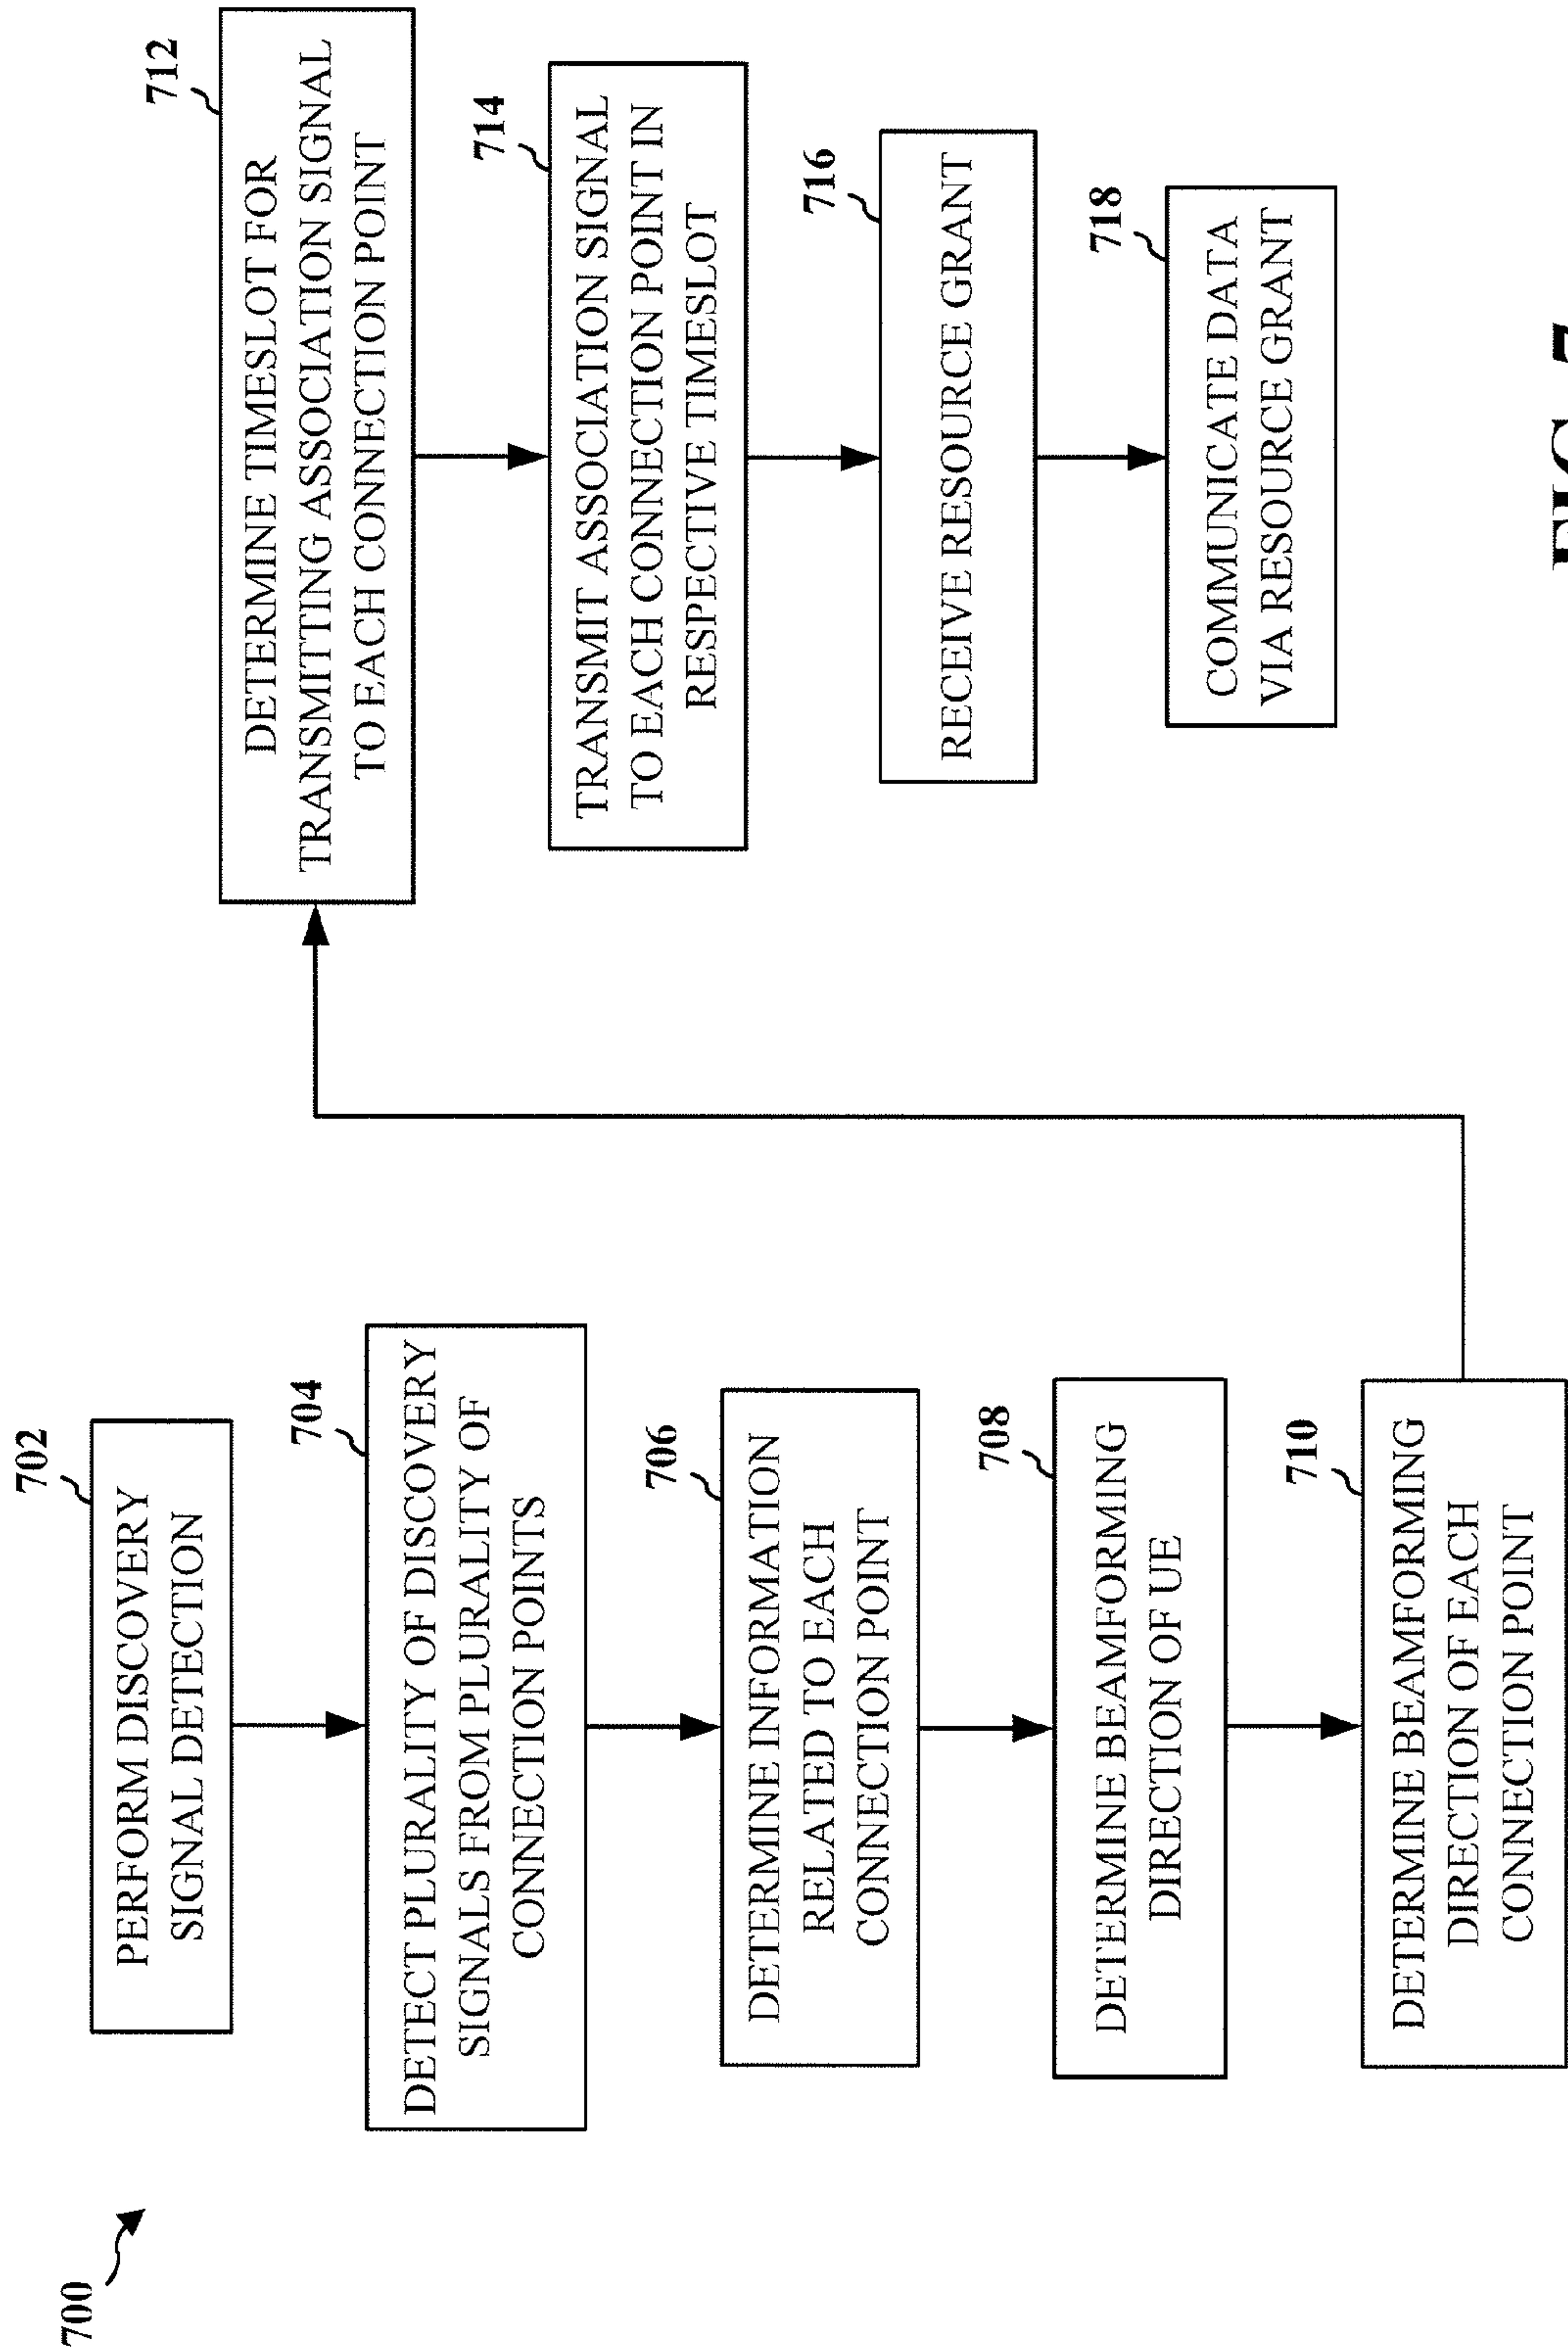 700
702
PERFORM DISCOVERY
SIGNAL DETECTION
704
DETECT PLURALITY OF DISCOVERY
SIGNALS FROM PLURALITY OF
CONNECTION POINTS
706
DETERMINE INFORMATION
RELATED TO EACH
CONNECTION POINT
708
DETERMINE BEAMFORMING
DIRECTION OF UE
710
DETERMINE BEAMFORMING
DIRECTION OF EACH
CONNECTION POINT
712
DETERMINE TIMESLOT FOR
TRANSMITTING ASSOCIATION SIGNAL
TO EACH CONNECTION POINT
714
TRANSMIT ASSOCIATION SIGNAL
TO EACH CONNECTION POINT IN
RESPECTIVE TIMESLOT
716
RECEIVE RESOURCE GRANT
718
COMMUNICATE DATA
VIA RESOURCE GRANT
FIG. 7